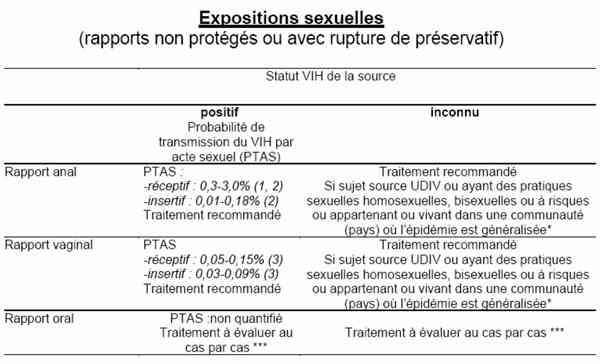 Expositions sexuelles
(rapports non protégés ou avec rupture de préservatif)
Statut VIH de la source
positif
Probabilité de
transmission du VIH par
acte sexuel (PTAS)
inconnu
Rapport anal
PTAS :
-réceptif : 0,3-3,0% (1, 2)
-insertif : 0,01-0,18% (2)
Traitement recommandé
Traitement recommandé
Si sujet source UDIV ou ayant des pratiques
sexuelles homosexuelles, bisexuelles ou à risques
ou appartenant ou vivant dans une communauté
(pays) où l'épidémie est généralisée*
Rapport vaginal
PTAS
-réceptif : 0,05-0,15% (3)
-insertif : 0,03-0,09% (3)
Traitement recommandé
Traitement recommandé
Si sujet source UDIV ou ayant des pratiques
sexuelles homosexuelles, bisexuelles ou à risques
ou appartenant ou vivant dans une communauté
(pays) où l'épidémie est généralisée*
Rapport oral
PTAS :non quantifié
Traitement à évaluer au
cas par cas ***
Traitement à évaluer au cas par cas ***